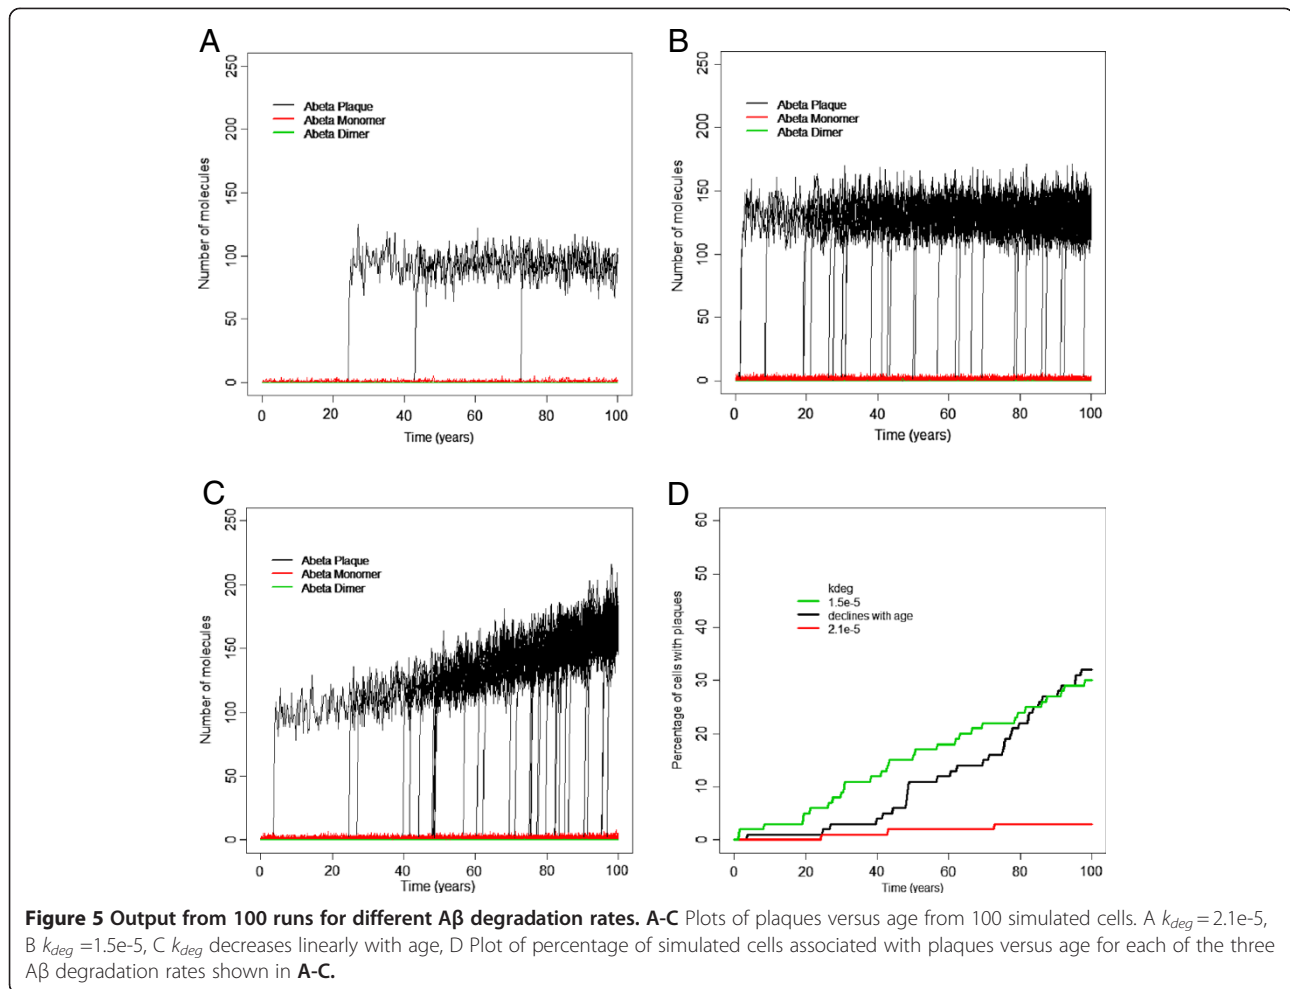 A
250
200
150
100
50
0
Number of molecules
Abeta Plaque
Abeta Monomer
Abeta Dimer
0 20 40 60 80 100
Time (years)
B
250
200
150
100
50
0
Number of molecules
Abeta Plaque
Abeta Monomer
Abeta Dimer
0 20 40 60 80 100
Time (years)
C
250
200
150
100
50
0
Number of molecules
Abeta Plaque
Abeta Monomer
Abeta Dimer
0 20 40 60 80 100
Time (years)
D
60
50
40
30
20
10
0
Percentage of cells with plaques
kdeg
1.5e-5
declines with age
2.1e-5
0 20 40 60 80 100
Time (years)
Figure 5 Output from 100 runs for different Aβ degradation rates. A-C Plots of plaques versus age from 100 simulated cells. A kdeg = 2.1e-5,
B kdeg =1.5e-5, C kdeg decreases linearly with age, D Plot of percentage of simulated cells associated with plaques versus age for each of the three
Aβ degradation rates shown in A-C.